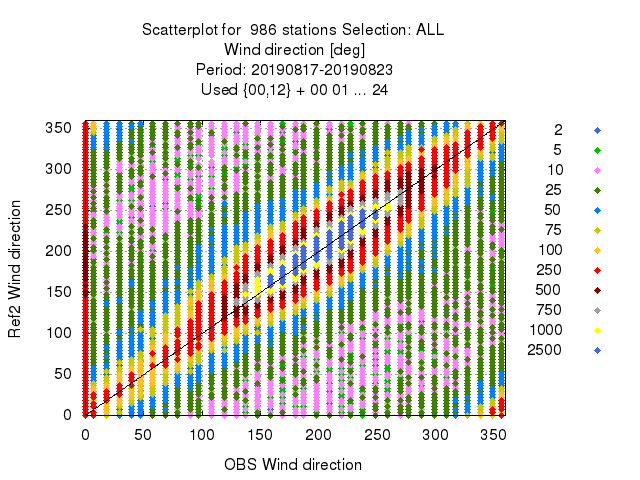 Scatterplot for 986 stations Selection: ALL
Wind direction [deg]
Period: 20190817-20190823
Used {00,12} + 00 01 ... 24
Ref2 Wind direction
350
300
250
200
150
100
50
0
0 50 100 150 200 250 300 350
OBS Wind direction
2
5
10
25
50
75
100
250
500
750
1000
2500